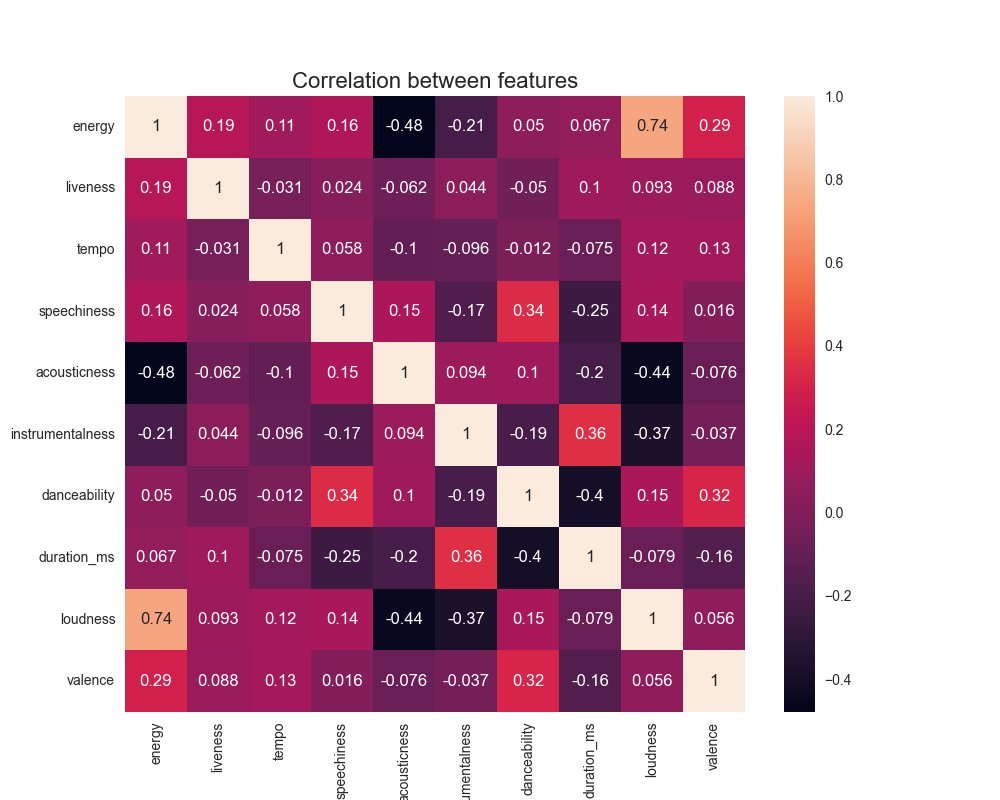 Correlation between features
energy 1 0.19 0.11 0.16 -0.48 -0.21 0.05 0.067 0.74 0.29
liveness 0.19 1 -0.031 0.024 -0.062 0.044 -0.05 0.1 0.093 0.088
tempo 0.11 -0.031 1 0.058 -0.1 -0.096 -0.012 -0.075 0.12 0.13
speechiness 0.16 0.024 0.058 1 0.15 -0.17 0.34 -0.25 0.14 0.016
acousticness -0.48 -0.062 -0.1 0.15 1 0.094 0.1 -0.2 -0.44 -0.076
instrumentalness -0.21 0.044 -0.096 -0.17 0.094 1 -0.19 0.36 -0.37 -0.037
danceability 0.05 -0.05 -0.012 0.34 0.1 -0.19 1 -0.4 0.15 0.32
duration_ms 0.067 0.1 -0.075 -0.25 -0.2 0.36 -0.4 1 -0.079 -0.16
loudness 0.74 0.093 0.12 0.14 -0.44 -0.37 0.15 -0.079 1 0.056
valence 0.29 0.088 0.13 0.016 -0.076 -0.037 0.32 -0.16 0.056 1
energy
liveness
tempo
speechiness
acousticness
umentalness
danceability
duration_ms
loudness
valence
1.0
0.8
0.6
0.4
0.2
0.0
−0.2
−0.4